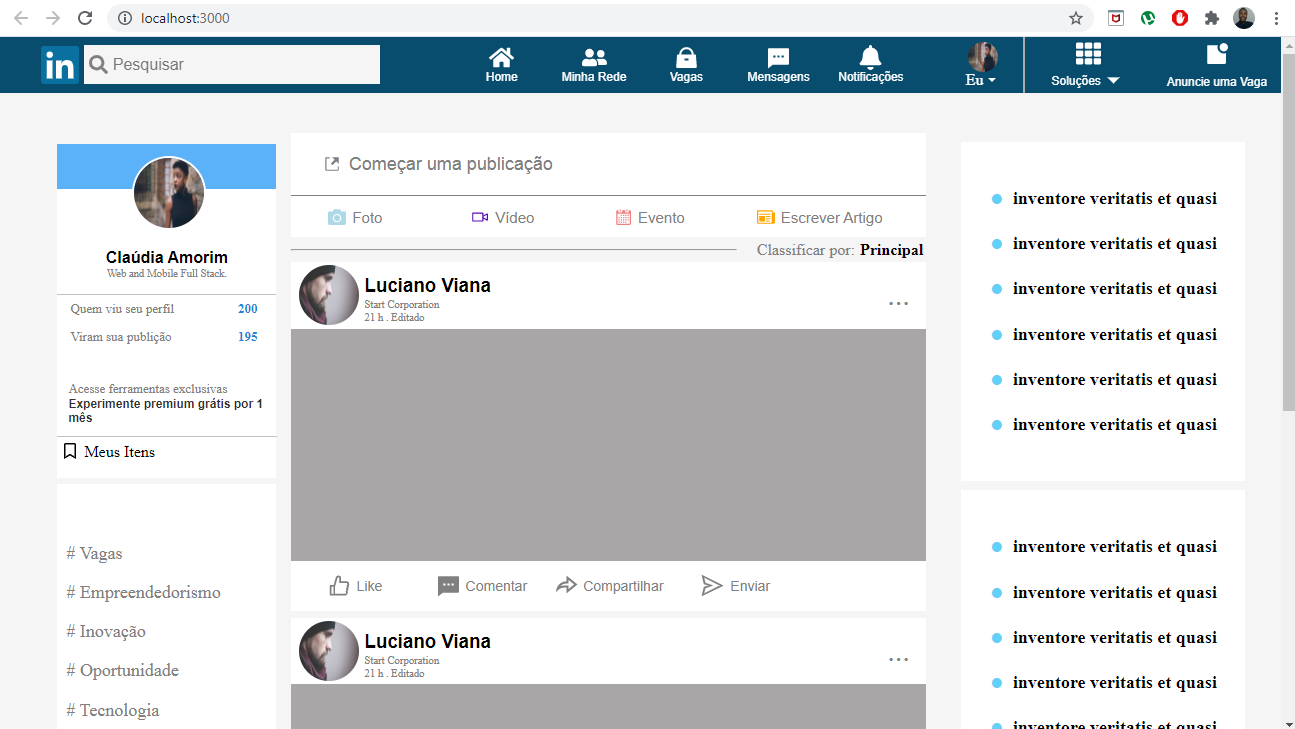 localhost:3000
in
Pesquisar
Home
Minha Rede
Vagas
Mensagens
Notificações
Eu
Soluções
Anuncie uma Vaga
Claúdia Amorim
Web and Mobile Full Stack.
Quem viu seu perfil 200
Viram sua publição 195
Acesse ferramentas exclusivas
Experimente premium grátis por 1
mês
Meus Itens
# Vagas
# Empreendedorismo
# Inovação
# Oportunidade
# Tecnologia
Começar uma publicação
Foto
Vídeo
Evento
Escrever Artigo
Classificar por: Principal
Luciano Viana
Start Corporation
21 h . Editado
Like
Comentar
Compartilhar
Enviar
Luciano Viana
Start Corporation
21 h . Editado
inventore veritatis et quasi
inventore veritatis et quasi
inventore veritatis et quasi
inventore veritatis et quasi
inventore veritatis et quasi
inventore veritatis et quasi
inventore veritatis et quasi
inventore veritatis et quasi
inventore veritatis et quasi
inventore veritatis et quasi
inventore veritatis et quasi